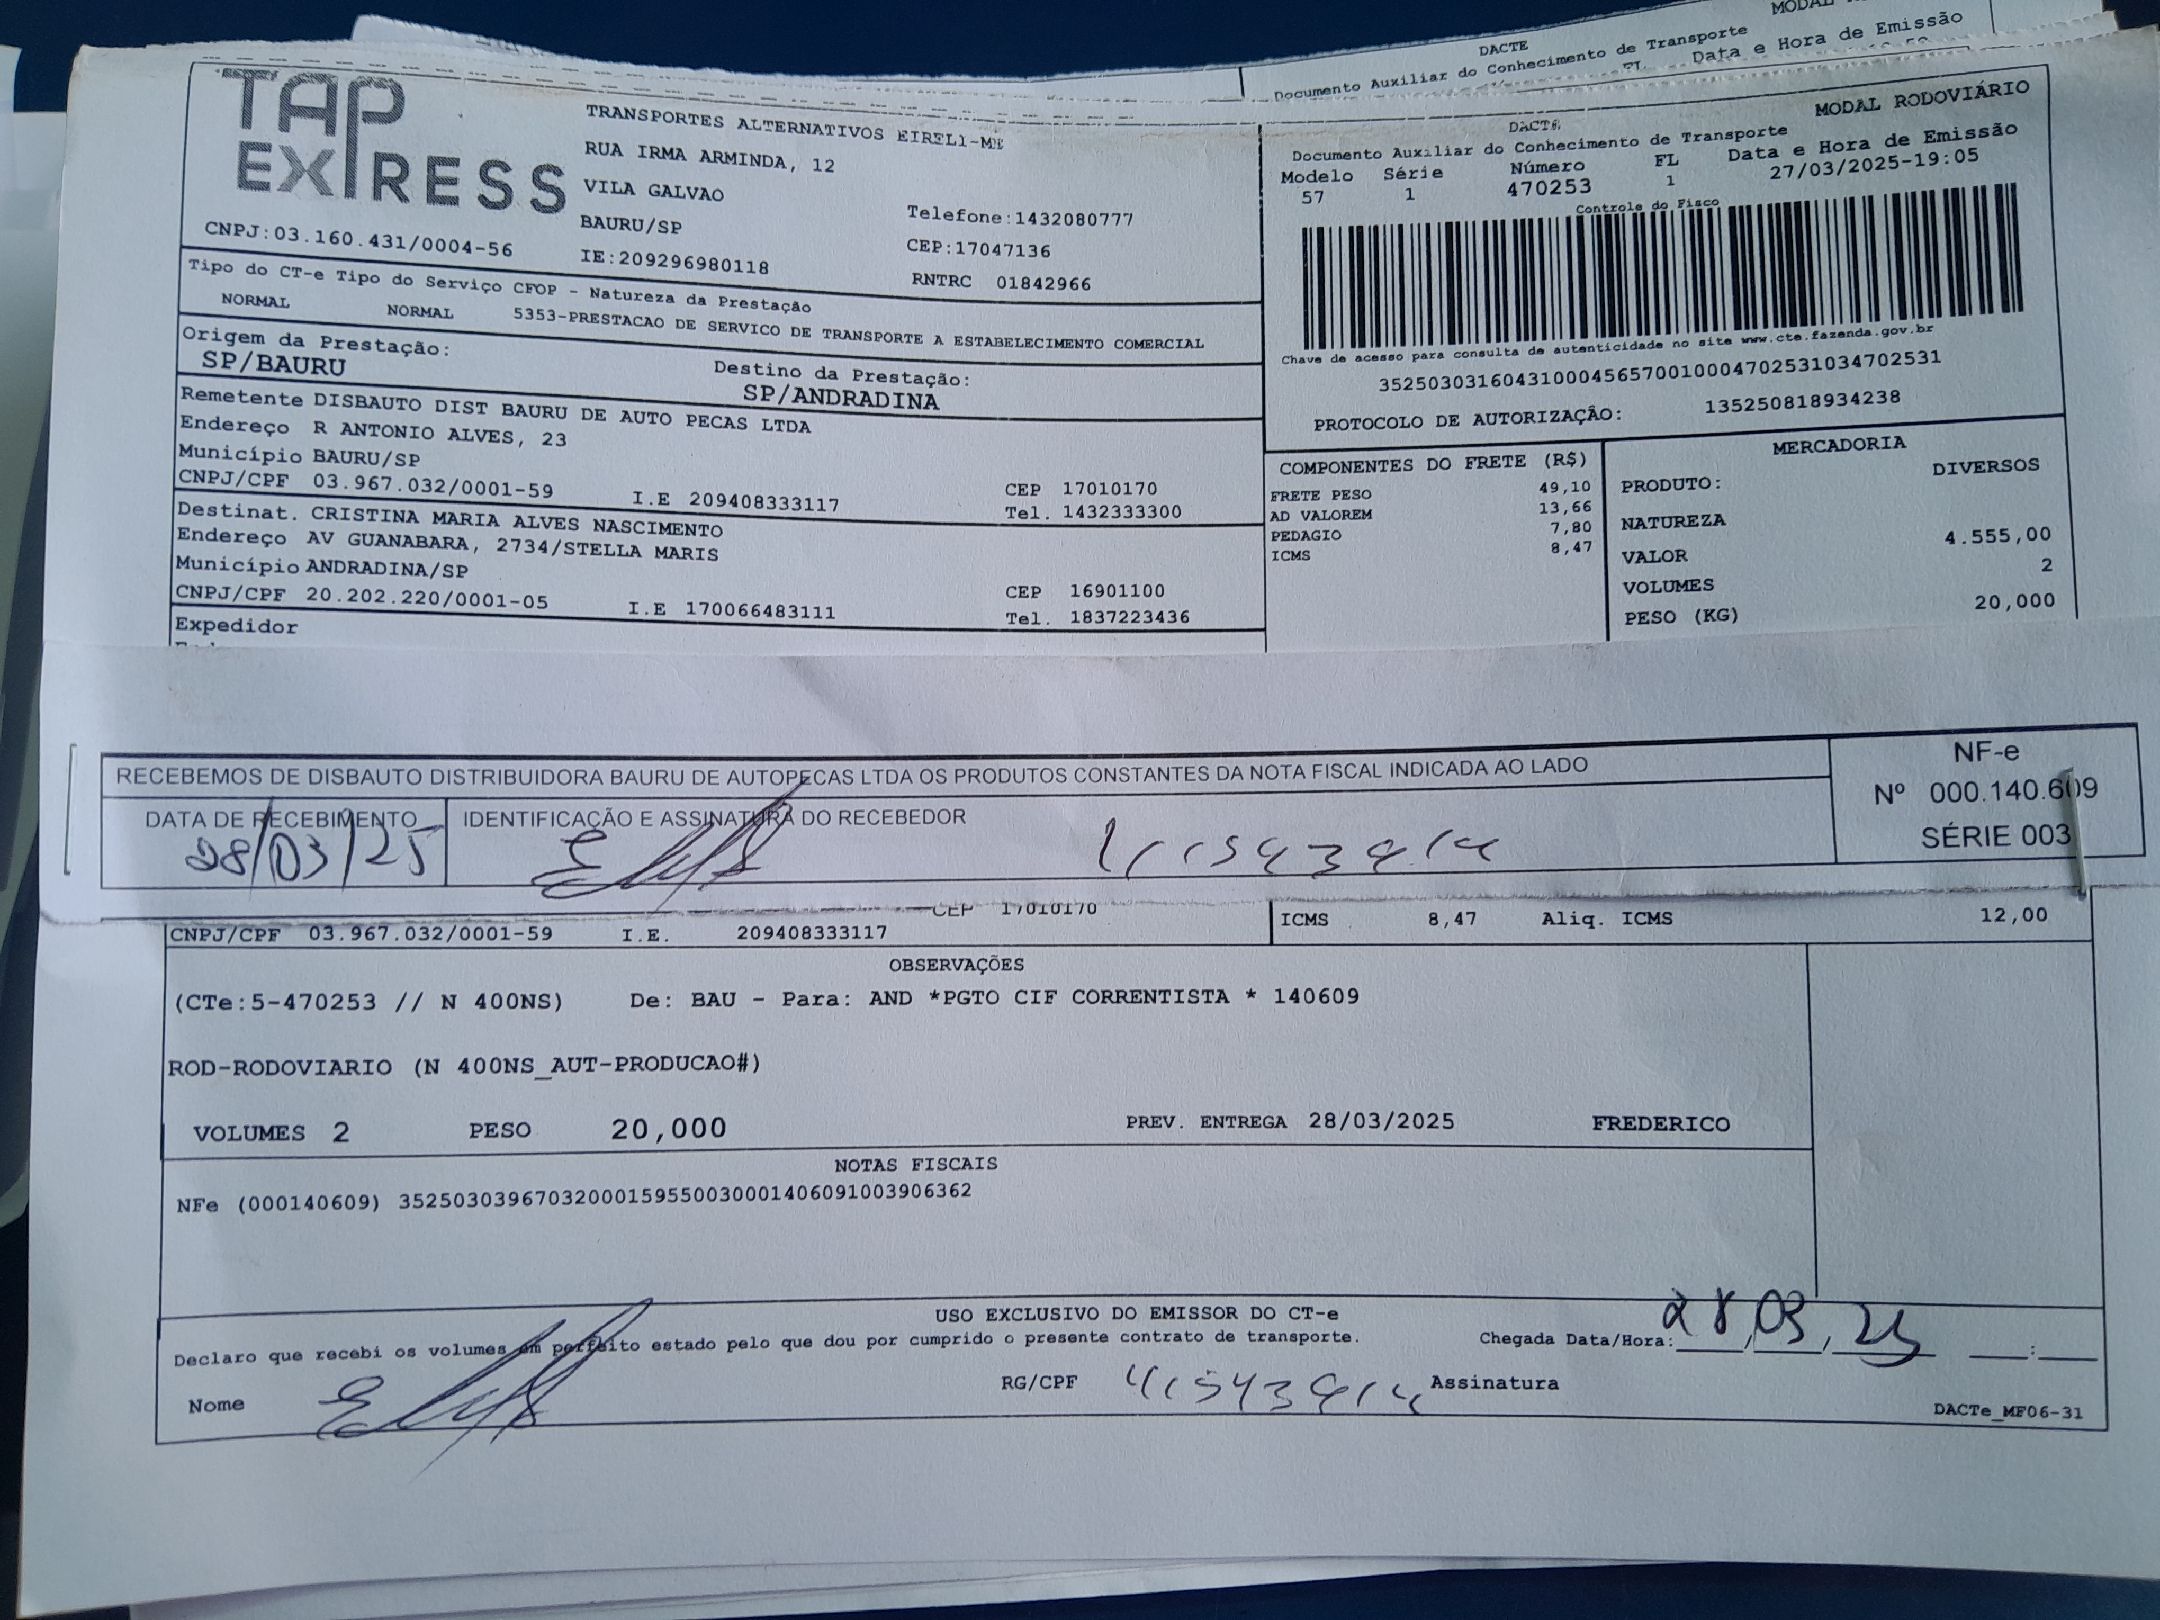 DACTE
MODAL
Documento Auxiliar do Conhecimento de Transporte
FL Data e Hora de Emissão
TAP EXPRESS
CNPJ:03.160.431/0004-56
TRANSPORTES ALTERNATIVOS EIRELI-ME
RUA IRMA ARMINDA, 12
VILA GALVAO
BAURU/SP
Telefone:1432080777
CEP:17047136
IE:209296980118
RNTRC 01842966
DACTE
MODAL RODOVIÁRIO
Documento Auxiliar do Conhecimento de Transporte
Modelo Série Número FL Data e Hora de Emissão
57 1 470253 1 27/03/2025-19:05
Controle do Fisco
Chave de acesso para consulta de autenticidade no site www.cte.fazenda.gov.br
35250303160431000456570010004702531034702531
PROTOCOLO DE AUTORIZAÇÃO: 135250818934238
Tipo do CT-e Tipo do Serviço CFOP - Natureza da Prestação
NORMAL NORMAL 5353-PRESTACAO DE SERVICO DE TRANSPORTE A ESTABELECIMENTO COMERCIAL
Origem da Prestação:
SP/BAURU
Destino da Prestação:
SP/ANDRADINA
Remetente DISBAUTO DIST BAURU DE AUTO PECAS LTDA
Endereço R ANTONIO ALVES, 23
Município BAURU/SP
CEP 17010170
CNPJ/CPF 03.967.032/0001-59 I.E 209408333117 Tel. 1432333300
Destinat. CRISTINA MARIA ALVES NASCIMENTO
Endereço AV GUANABARA, 2734/STELLA MARIS
Município ANDRADINA/SP
CEP 16901100
CNPJ/CPF 20.202.220/0001-05 I.E 170066483111 Tel. 1837223436
Expedidor
COMPONENTES DO FRETE (R$)
FRETE PESO 49,10
AD VALOREM 13,66
PEDAGIO 7,80
ICMS 8,47
MERCADORIA
PRODUTO: DIVERSOS
NATUREZA
VALOR 4.555,00
VOLUMES 2
PESO (KG) 20,000
RECEBEMOS DE DISBAUTO DISTRIBUIDORA BAURU DE AUTOPECAS LTDA OS PRODUTOS CONSTANTES DA NOTA FISCAL INDICADA AO LADO
DATA DE RECEBIMENTO
28/03/25
IDENTIFICAÇÃO E ASSINATURA DO RECEBEDOR
NF-e
Nº 000.140.609
SÉRIE 003
CEP 17010170
CNPJ/CPF 03.967.032/0001-59 I.E. 209408333117
ICMS 8,47 Aliq. ICMS 12,00
OBSERVAÇÕES
(CTe:5-470253 // N 400NS) De: BAU - Para: AND *PGTO CIF CORRENTISTA * 140609
ROD-RODOVIARIO (N 400NS_AUT-PRODUCAO#)
VOLUMES 2 PESO 20,000 PREV. ENTREGA 28/03/2025 FREDERICO
NOTAS FISCAIS
NFe (000140609) 35250303967032000159550030001406091003906362
USO EXCLUSIVO DO EMISSOR DO CT-e
Declaro que recebi os volumes em perfeito estado pelo que dou por cumprido o presente contrato de transporte.
Chegada Data/Hora: 28/03/25 __:__
Nome
RG/CPF
Assinatura
DACTe_MF06-31